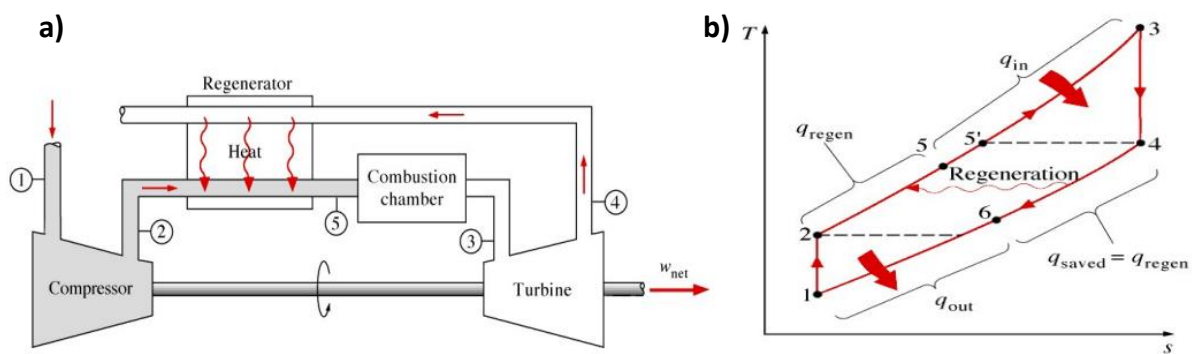 a)
Regenerator
Heat
Combustion
chamber
1
2
5
3
4
Compressor
Turbine
w_net
b)
T
3
q_in
q_regen
5
5'
4
Regeneration
2
6
q_saved = q_regen
1
q_out
s